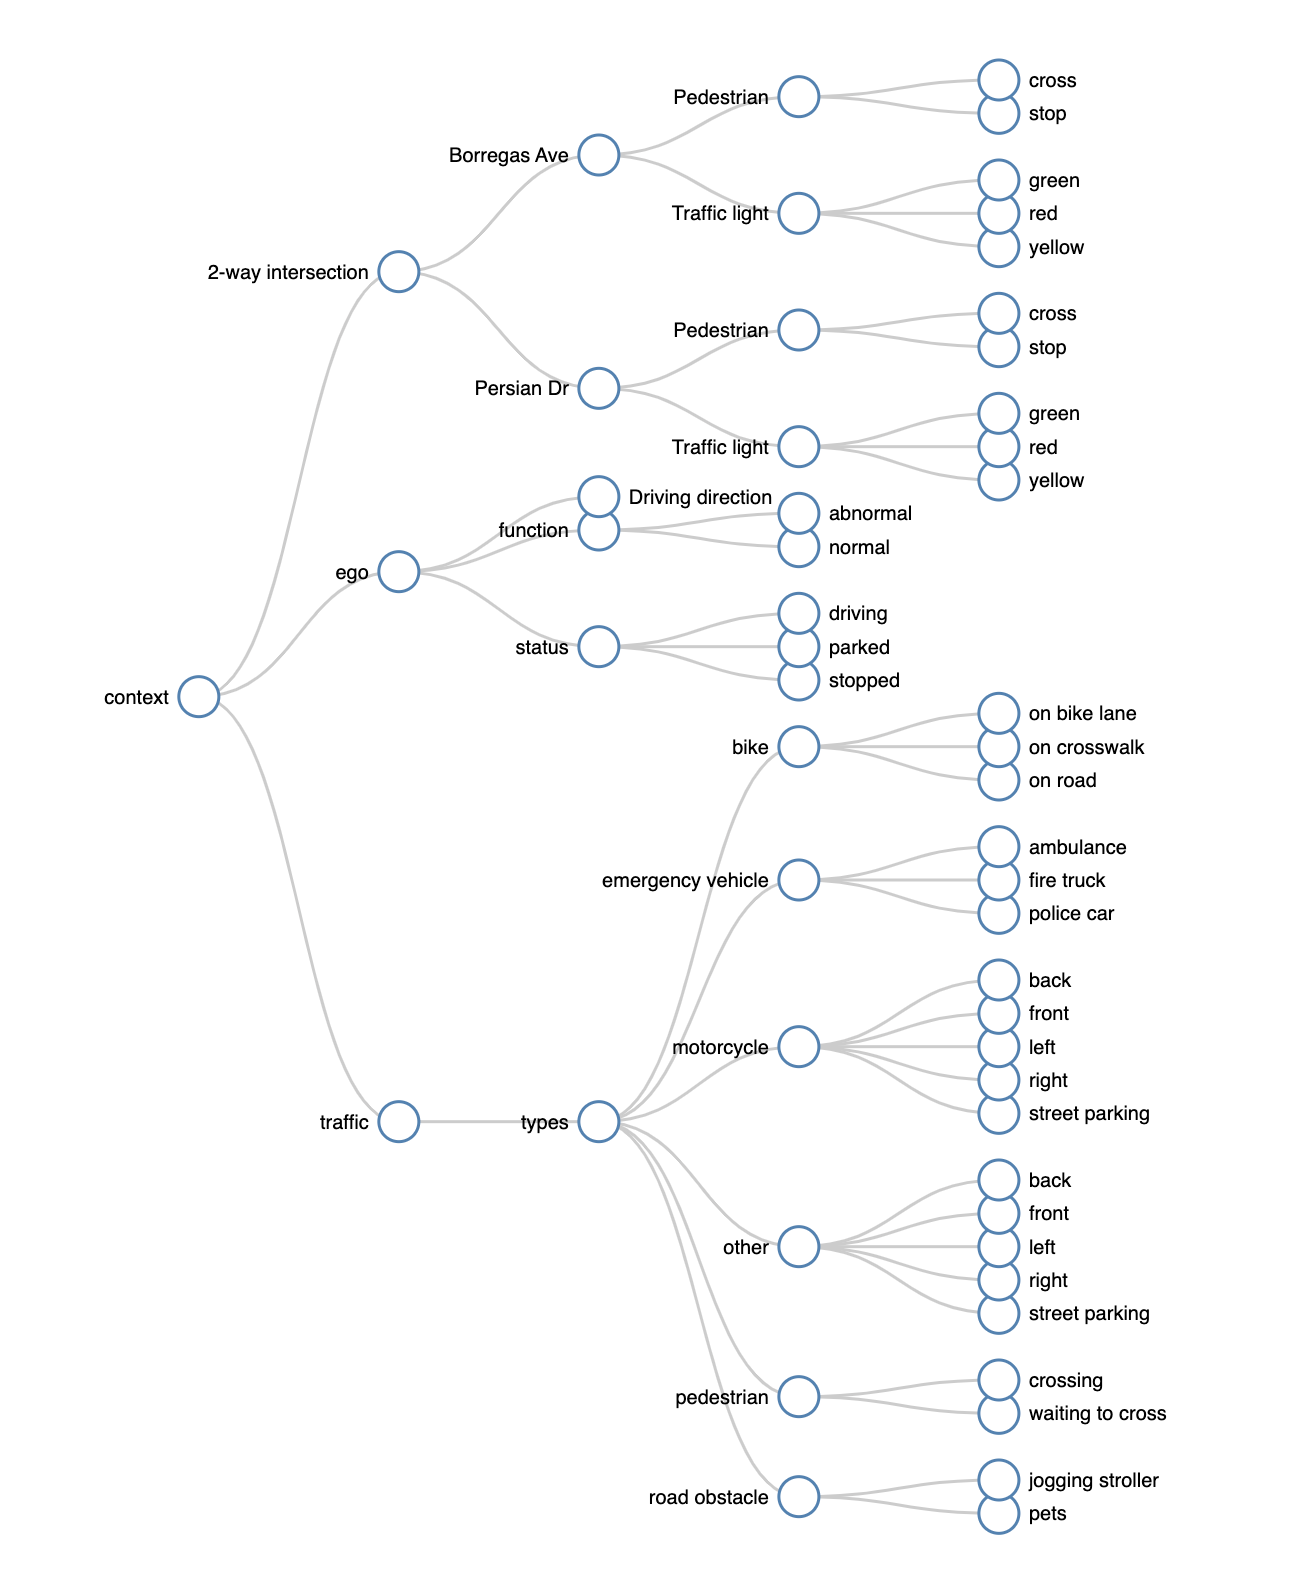 context
2-way intersection
Borregas Ave
Pedestrian
cross
stop
Traffic light
green
red
yellow
Persian Dr
Pedestrian
cross
stop
Traffic light
green
red
yellow
ego
Driving direction
function
abnormal
normal
status
driving
parked
stopped
traffic
types
bike
on bike lane
on crosswalk
on road
emergency vehicle
ambulance
fire truck
police car
motorcycle
back
front
left
right
street parking
other
back
front
left
right
street parking
pedestrian
crossing
waiting to cross
road obstacle
jogging stroller
pets